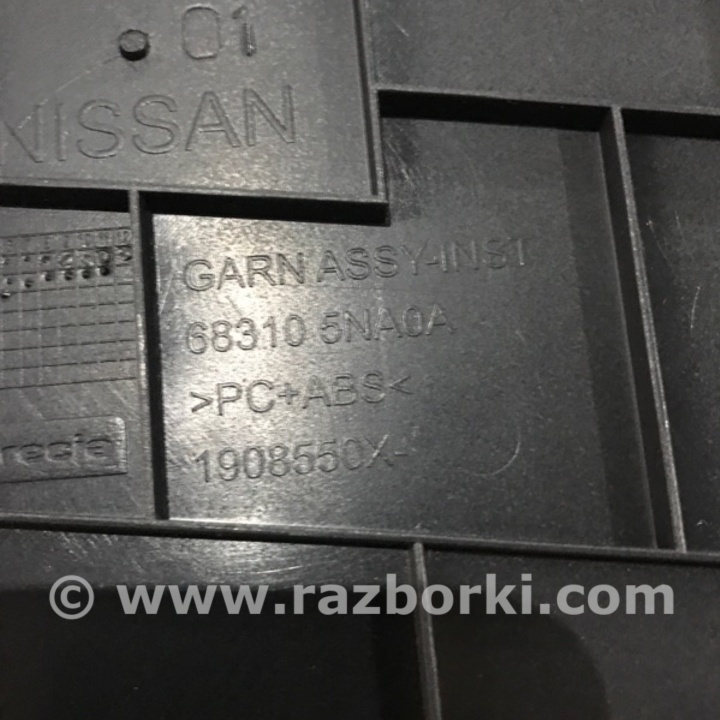 01
NISSAN
GARN ASSY-INST
68310 5NA0A
>PC+ABS<
1908550X-
© www.razborki.com